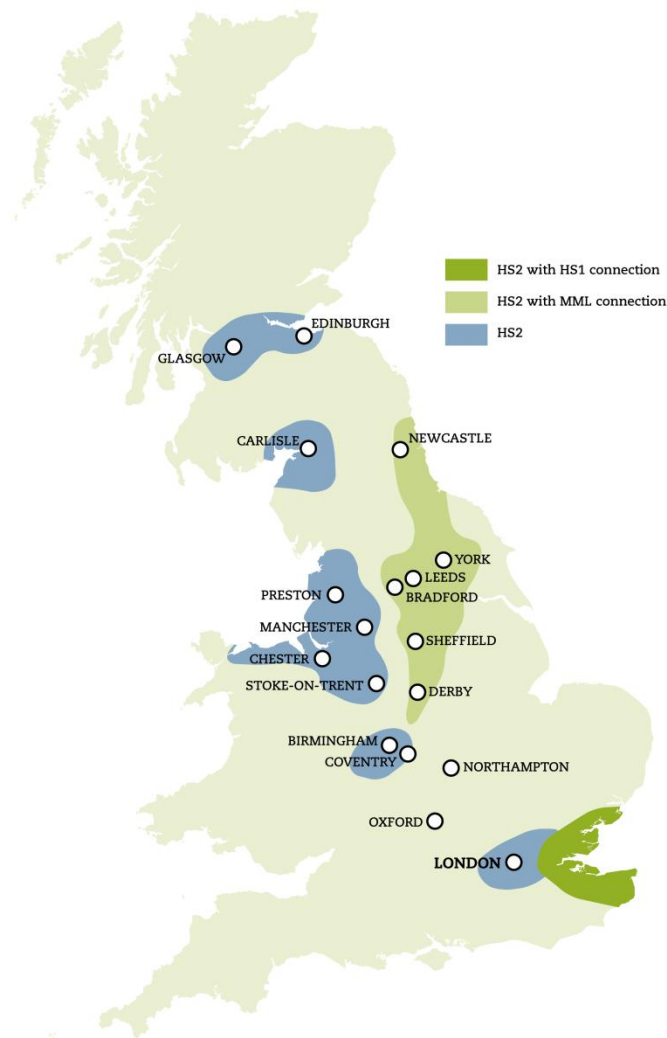 HS2 with HS1 connection
HS2 with MML connection
HS2
EDINBURGH
GLASGOW
CARLISLE
NEWCASTLE
YORK
LEEDS
BRADFORD
PRESTON
MANCHESTER
SHEFFIELD
CHESTER
STOKE-ON-TRENT
DERBY
BIRMINGHAM
COVENTRY
NORTHAMPTON
OXFORD
LONDON